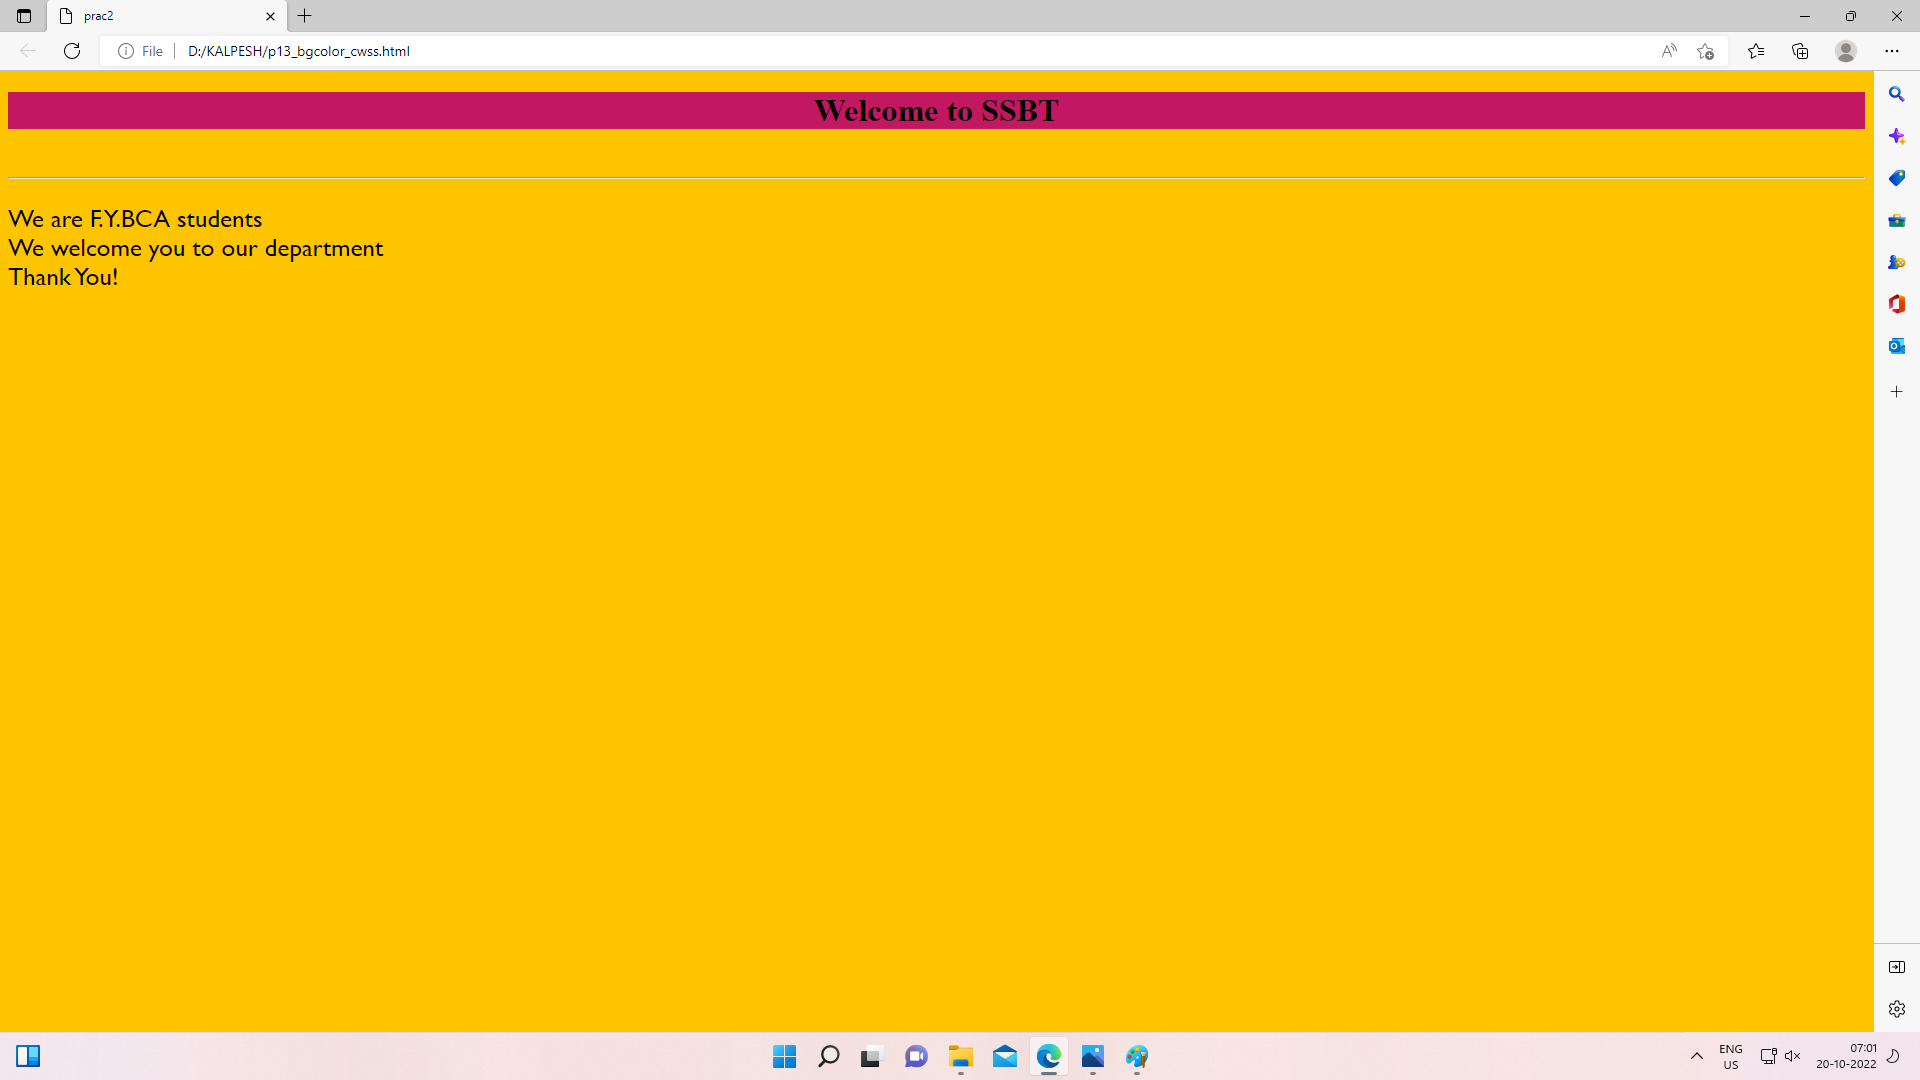 prac2
File
D:/KALPESH/p13_bgcolor_cwss.html
Welcome to SSBT
We are F.Y.BCA students
We welcome you to our department
Thank You!
ENG
US
07:01
20-10-2022